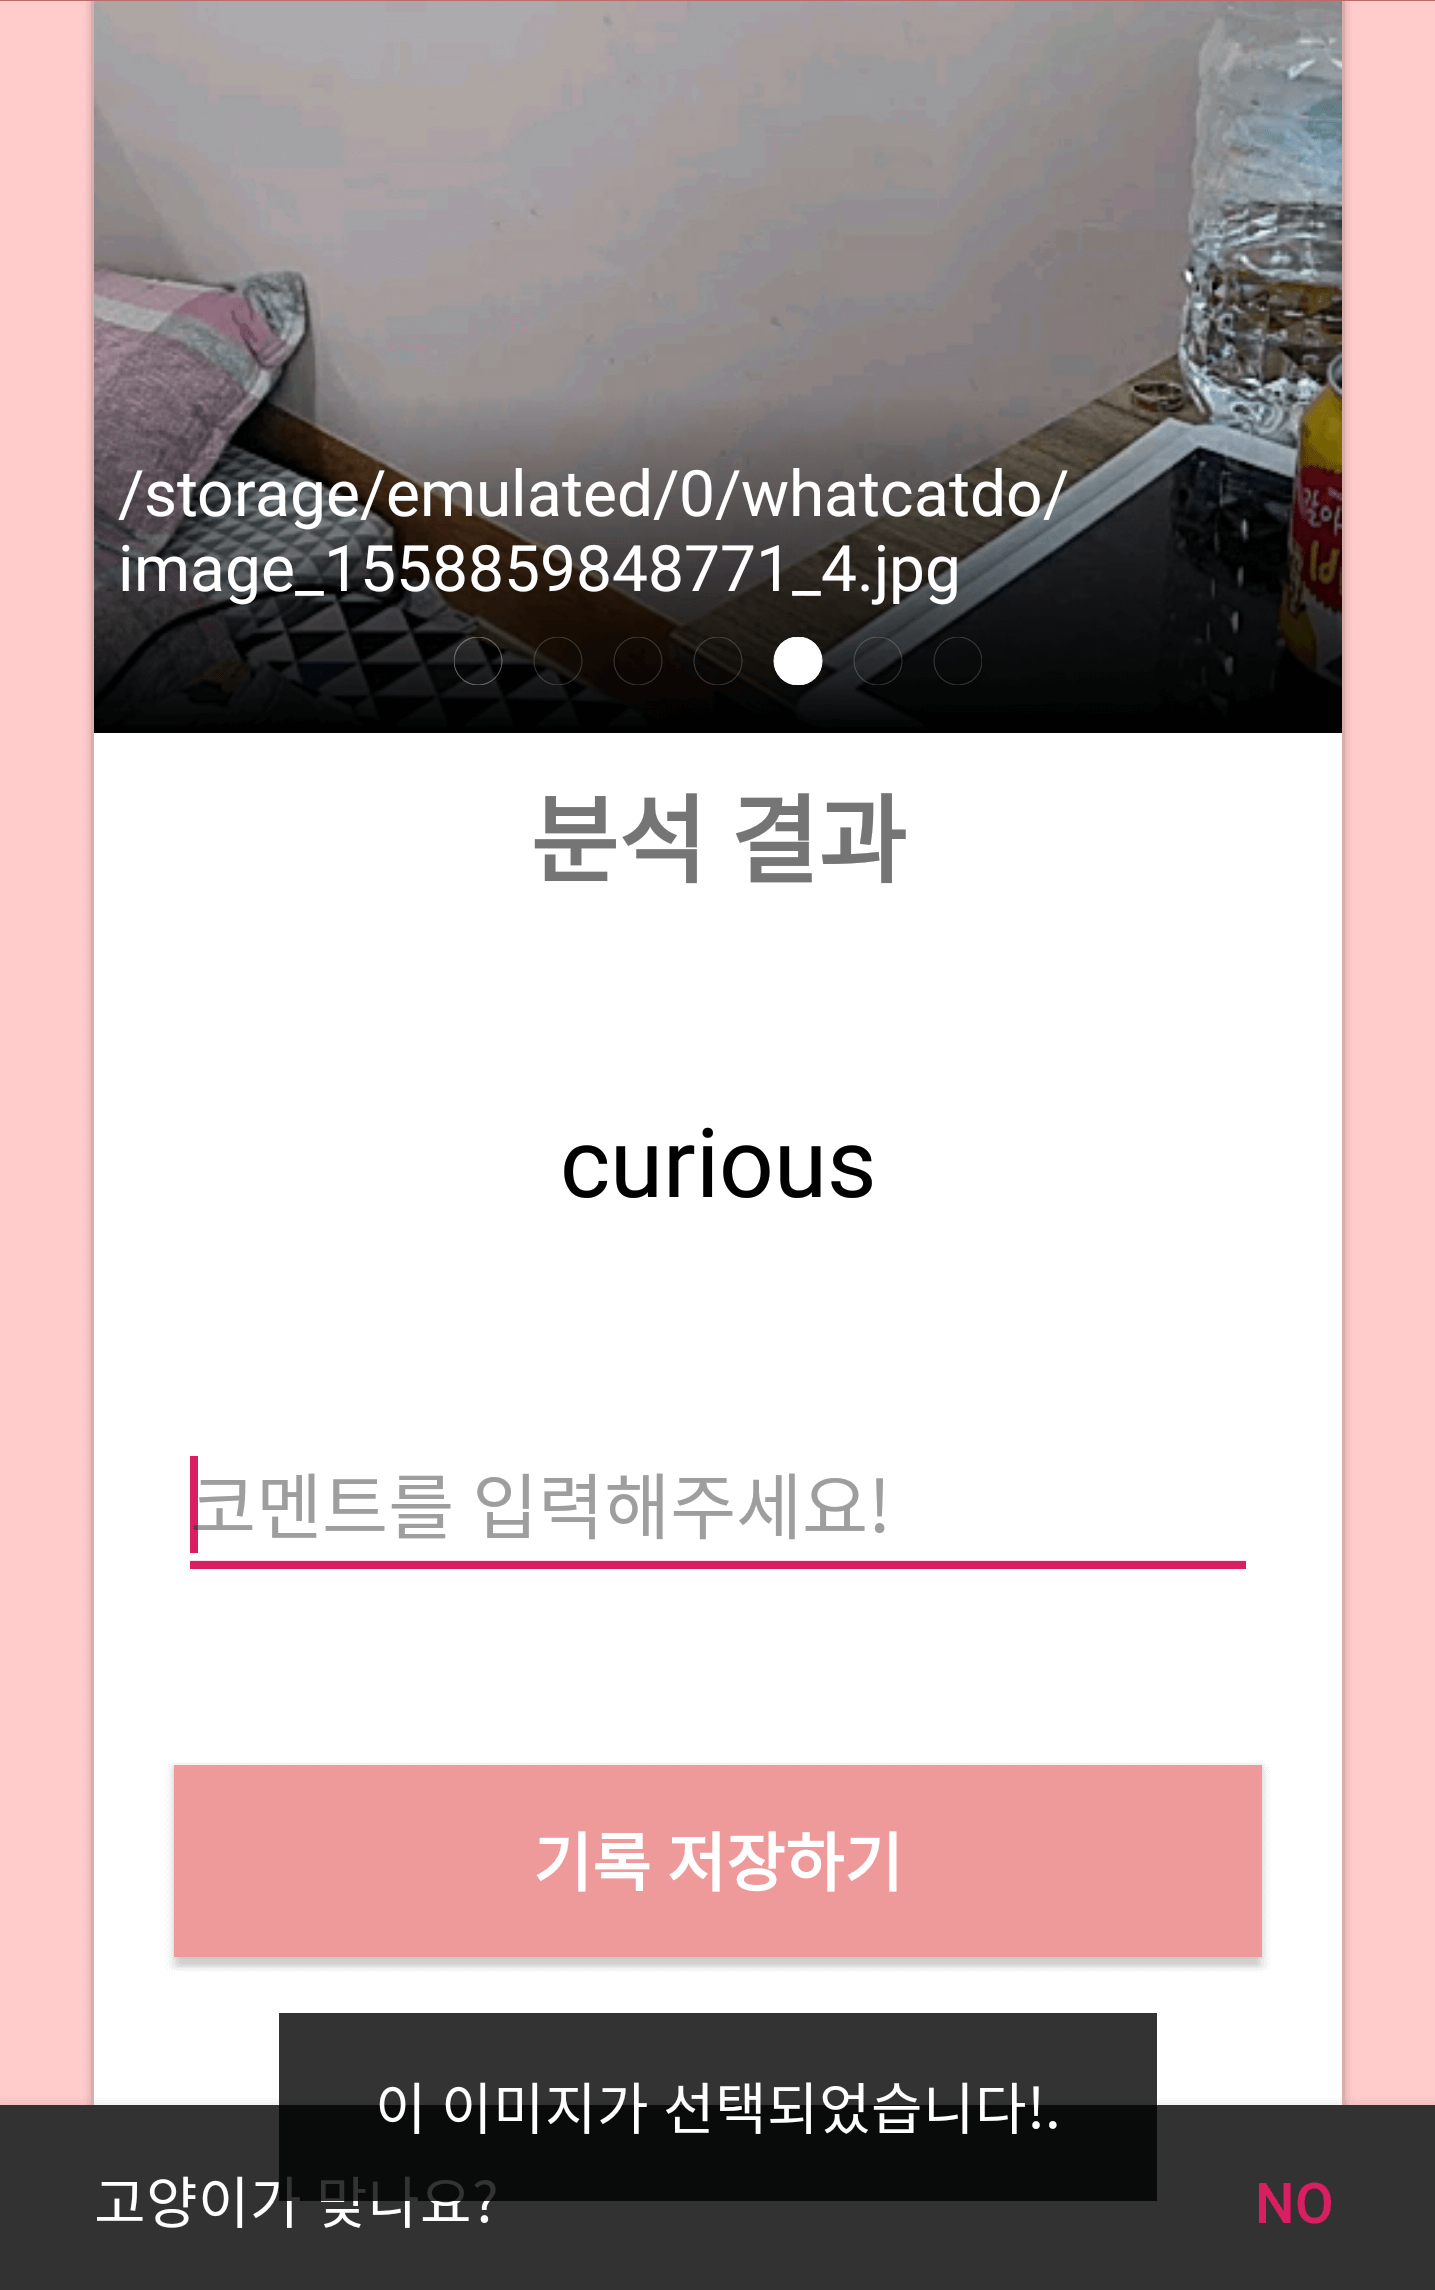 /storage/emulated/0/whatcatdo/
image_1558859848771_4.jpg
분석 결과
curious
코멘트를 입력해주세요!
기록 저장하기
이 이미지가 선택되었습니다!.
고양이가 맞나요?
NO